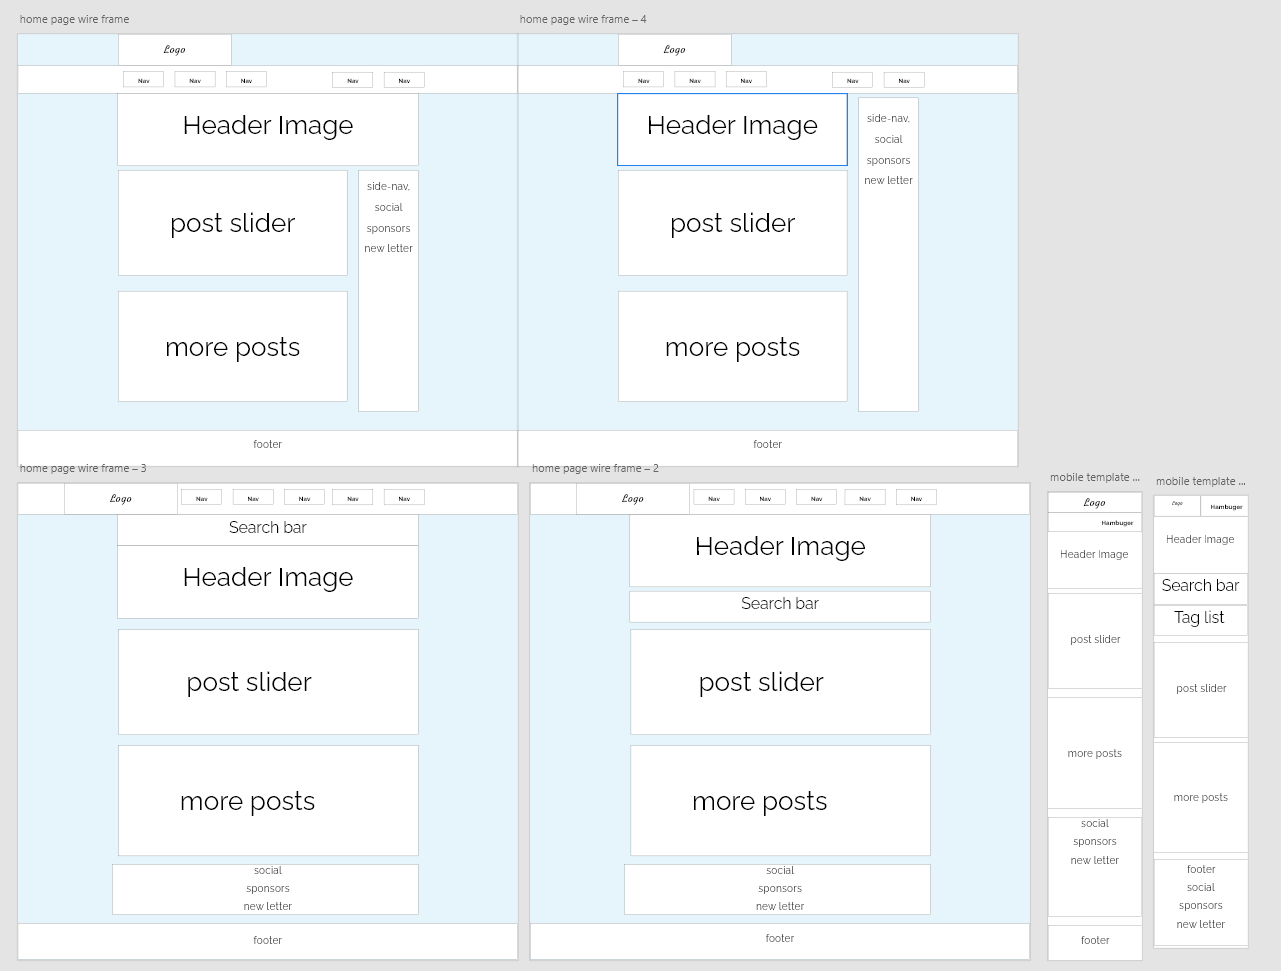 home page wire frame
Logo
Nav Nav Nav Nav Nav
Header Image
post slider
side-nav,
social
sponsors
new letter
more posts
footer
home page wire frame – 4
Logo
Nav Nav Nav Nav Nav
Header Image
side-nav,
social
sponsors
new letter
post slider
more posts
footer
home page wire frame – 3
Logo Nav Nav Nav Nav Nav
Search bar
Header Image
post slider
more posts
social
sponsors
new letter
footer
home page wire frame – 2
Logo Nav Nav Nav Nav Nav
Header Image
Search bar
post slider
more posts
social
sponsors
new letter
footer
mobile template ...
Logo
Hambuger
Header Image
post slider
more posts
social
sponsors
new letter
footer
mobile template ...
Logo Hambuger
Header Image
Search bar
Tag list
post slider
more posts
footer
social
sponsors
new letter